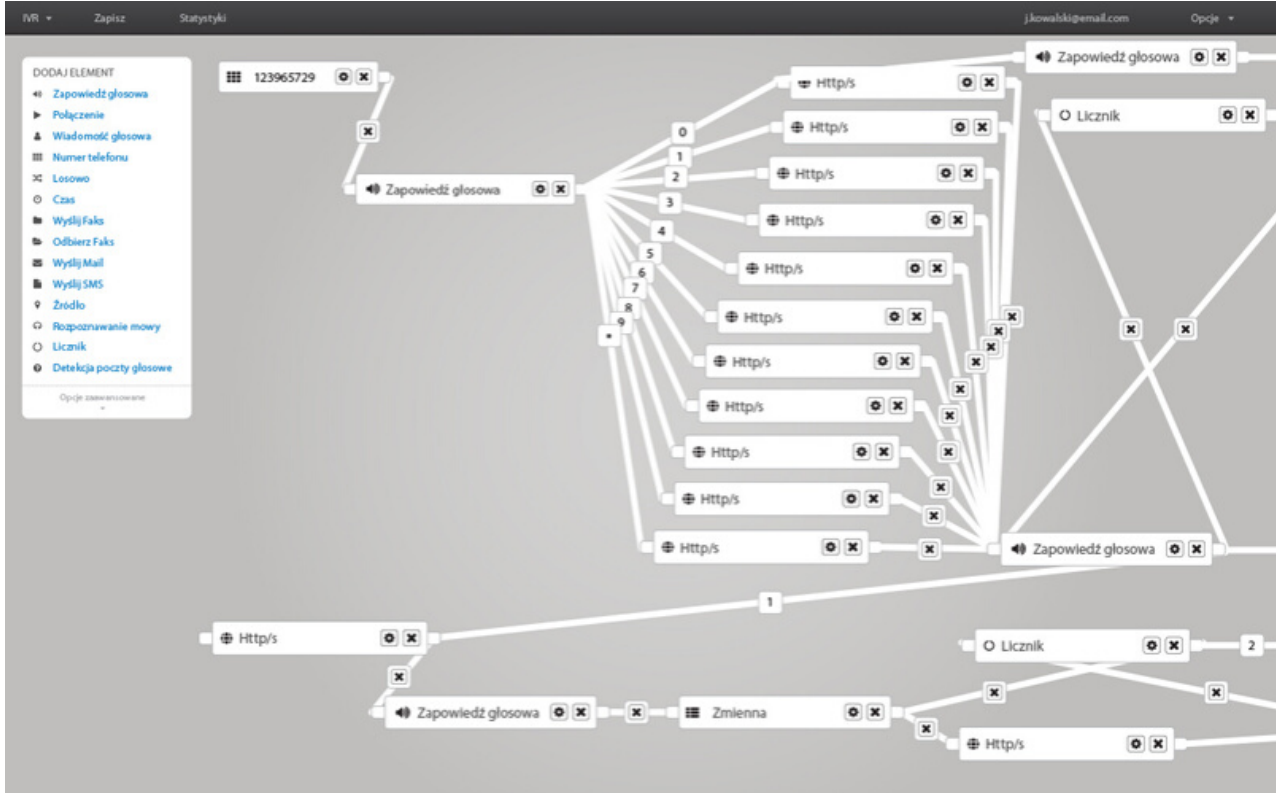 IVR
Zapisz
Statystyki
j.kowalski@email.com
Opcje
DODAJ ELEMENT
Zapowiedź głosowa
Połączenie
Wiadomość głosowa
Numer telefonu
Losowo
Czas
Wyślij Faks
Odbierz Faks
Wyślij Mail
Wyślij SMS
Źródło
Rozpoznawanie mowy
Licznik
Detekcja poczty głosowe
Opcje zaawansowane
123965729
Zapowiedź głosowa
0
1
2
3
4
5
6
7
8
9
*
Http/s
Http/s
Http/s
Http/s
Http/s
Http/s
Http/s
Http/s
Http/s
Http/s
Http/s
Zapowiedź głosowa
Licznik
Zapowiedź głosowa
1
Http/s
Licznik
2
Zapowiedź głosowa
Zmienna
Http/s